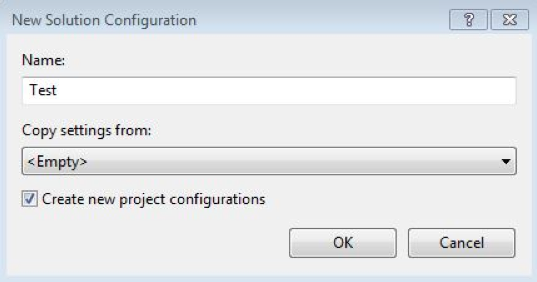 New Solution Configuration
Name:
Test
Copy settings from:
<Empty>
Create new project configurations
OK Cancel